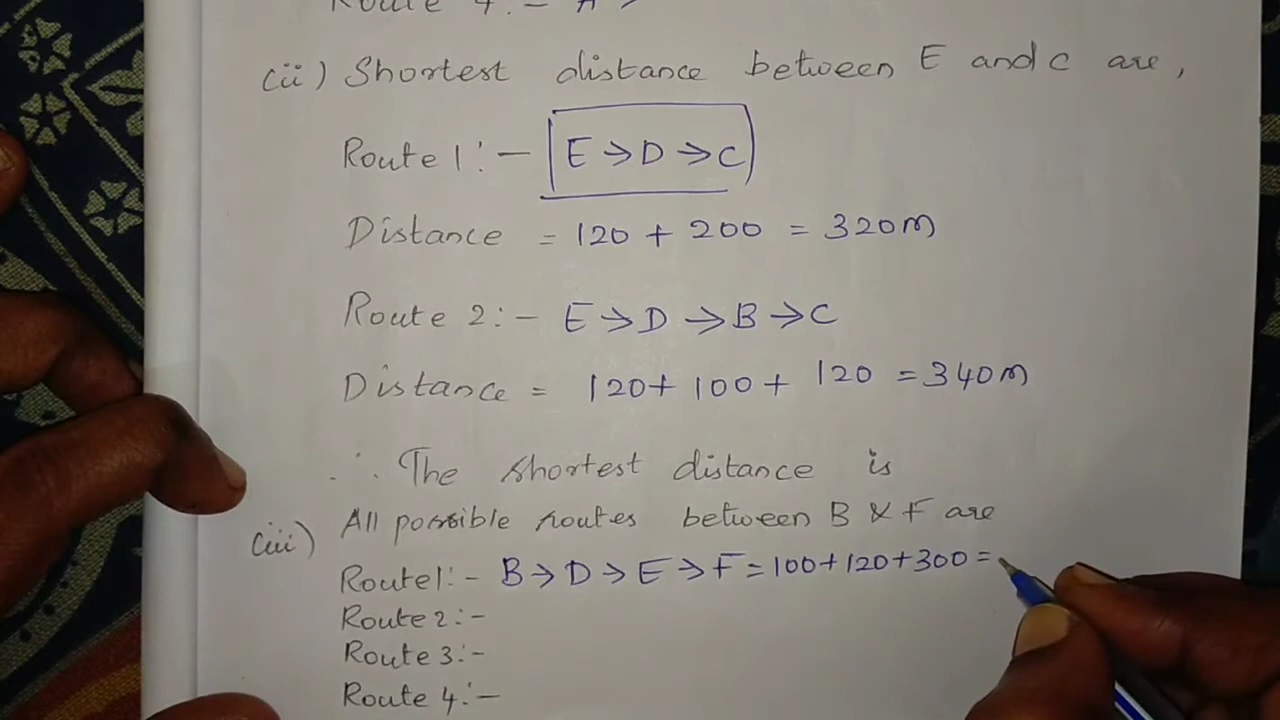 Route 4:- A →
(ii) Shortest distance between E and C are,
Route 1:- E → D → C
Distance = 120 + 200 = 320m
Route 2:- E → D → B → C
Distance = 120 + 100 + 120 = 340m
∴ The shortest distance is
(iii) All possible routes between B & F are
Route1:- B → D → E → F = 100 + 120 + 300 =
Route 2:-
Route 3:-
Route 4:-